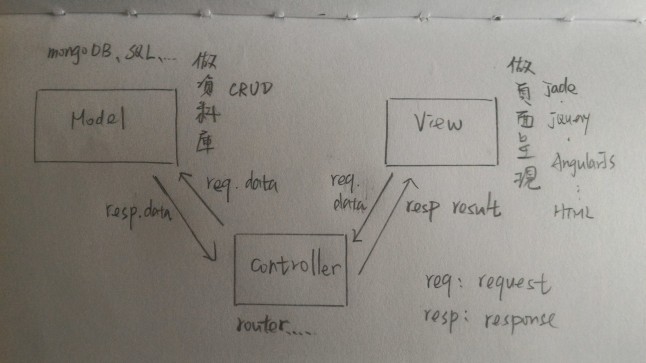 mongoDB、SQL、...
做資料庫
CRUD
Model
做頁面呈現
jade
jquery
AngularJS
HTML
View
req.data
resp.data
req.
data
resp result
controller
router.....
req: request
resp: response